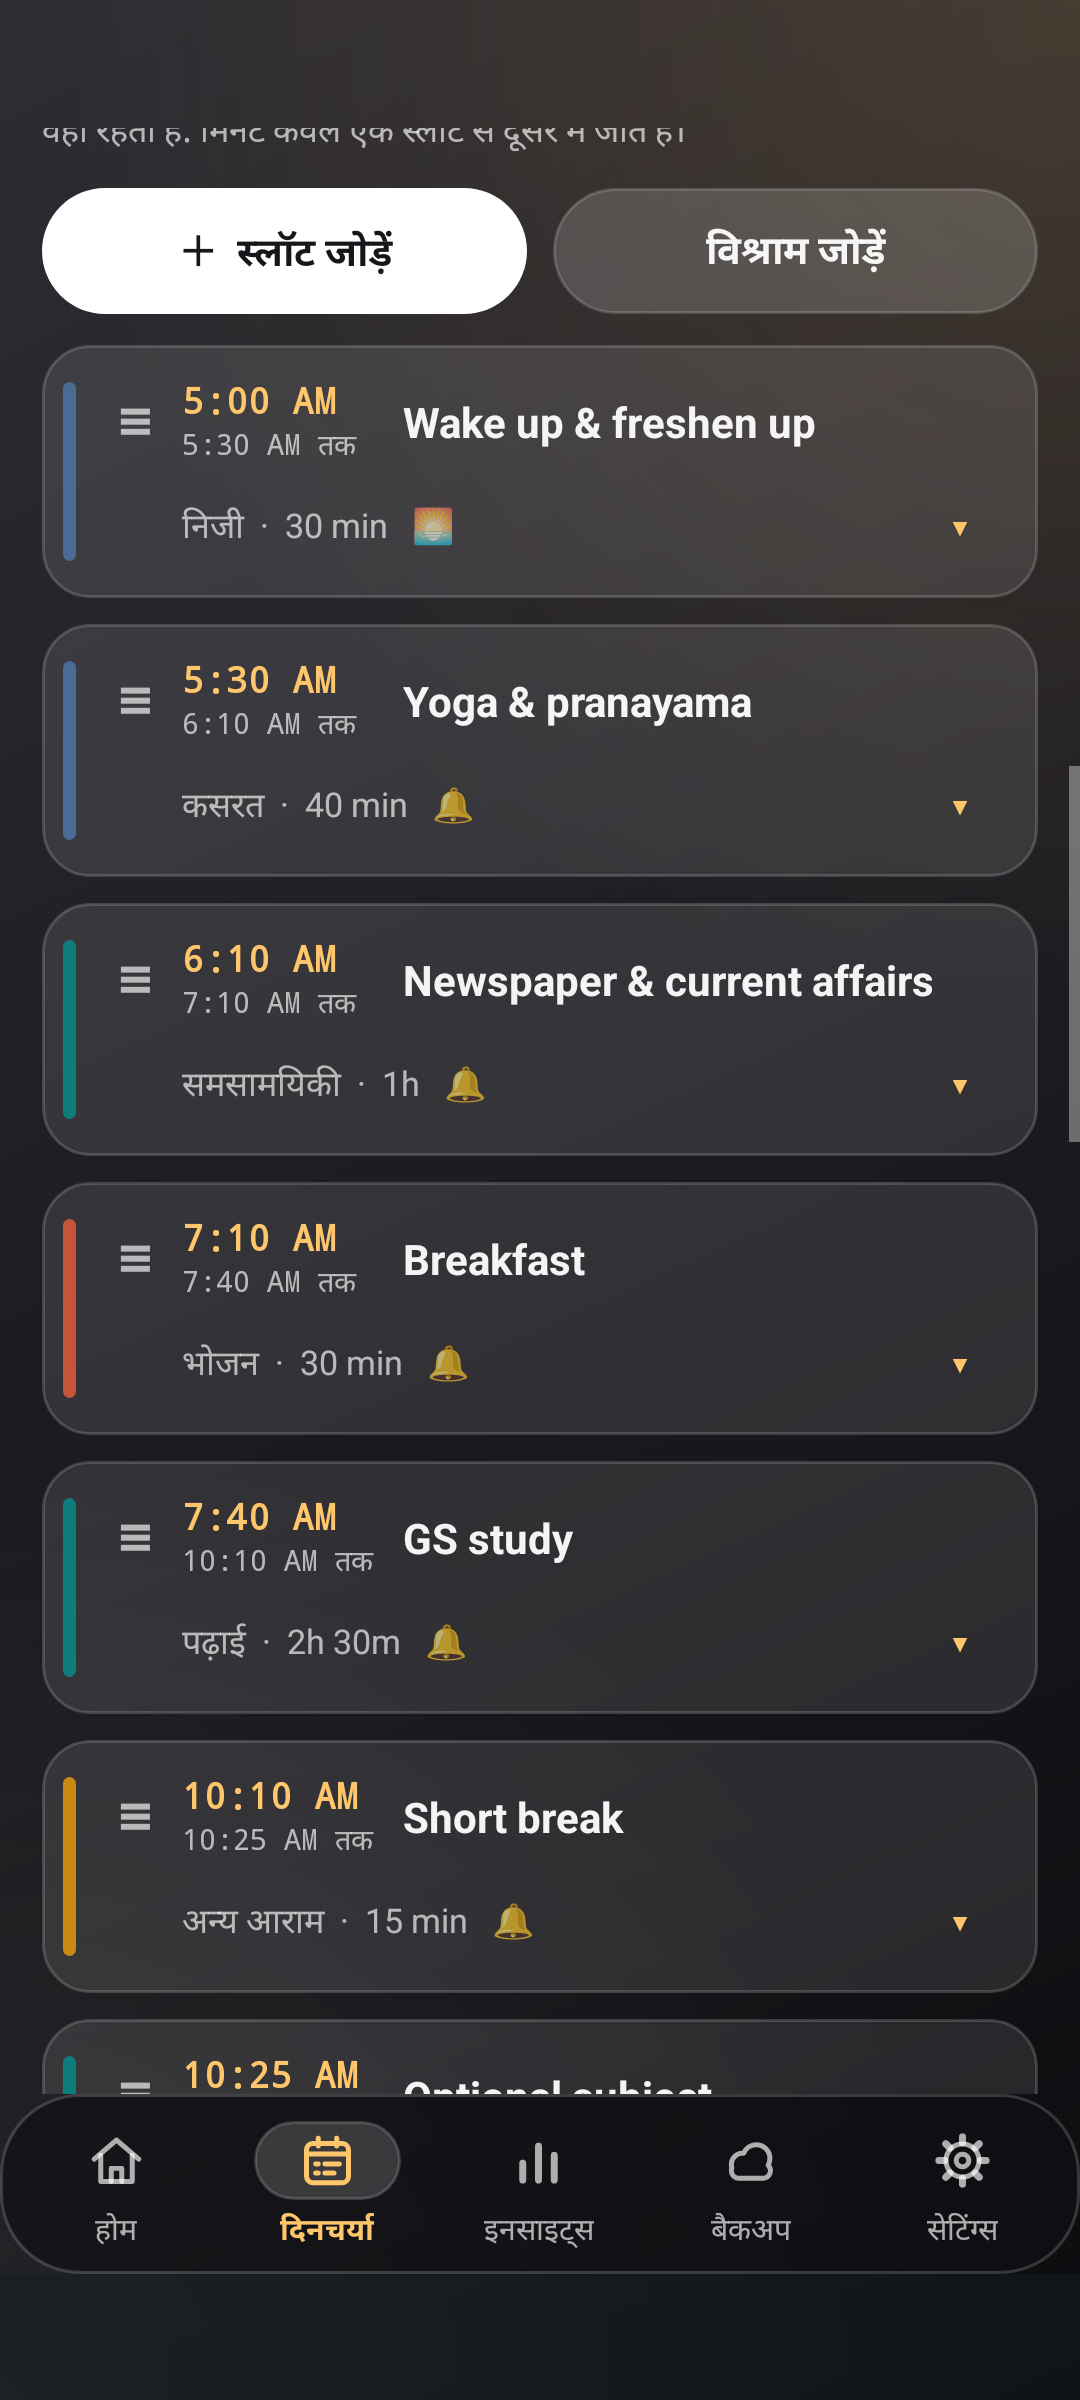 स्लॉट जोड़ें
विश्राम जोड़ें
5:00 AM
5:30 AM तक
Wake up & freshen up
निजी · 30 min
5:30 AM
6:10 AM तक
Yoga & pranayama
कसरत · 40 min
6:10 AM
7:10 AM तक
Newspaper & current affairs
समसामयिकी · 1h
7:10 AM
7:40 AM तक
Breakfast
भोजन · 30 min
7:40 AM
10:10 AM तक
GS study
पढ़ाई · 2h 30m
10:10 AM
10:25 AM तक
Short break
अन्य आराम · 15 min
10:25 AM
होम
दिनचर्या
इनसाइट्स
बैकअप
सेटिंग्स